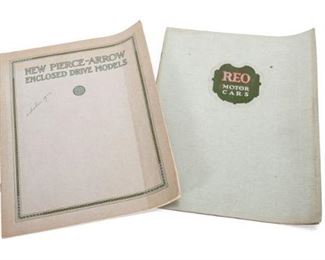 NEW PIERCE-ARROW
ENCLOSED DRIVE MODELS
REO
MOTOR
CARS